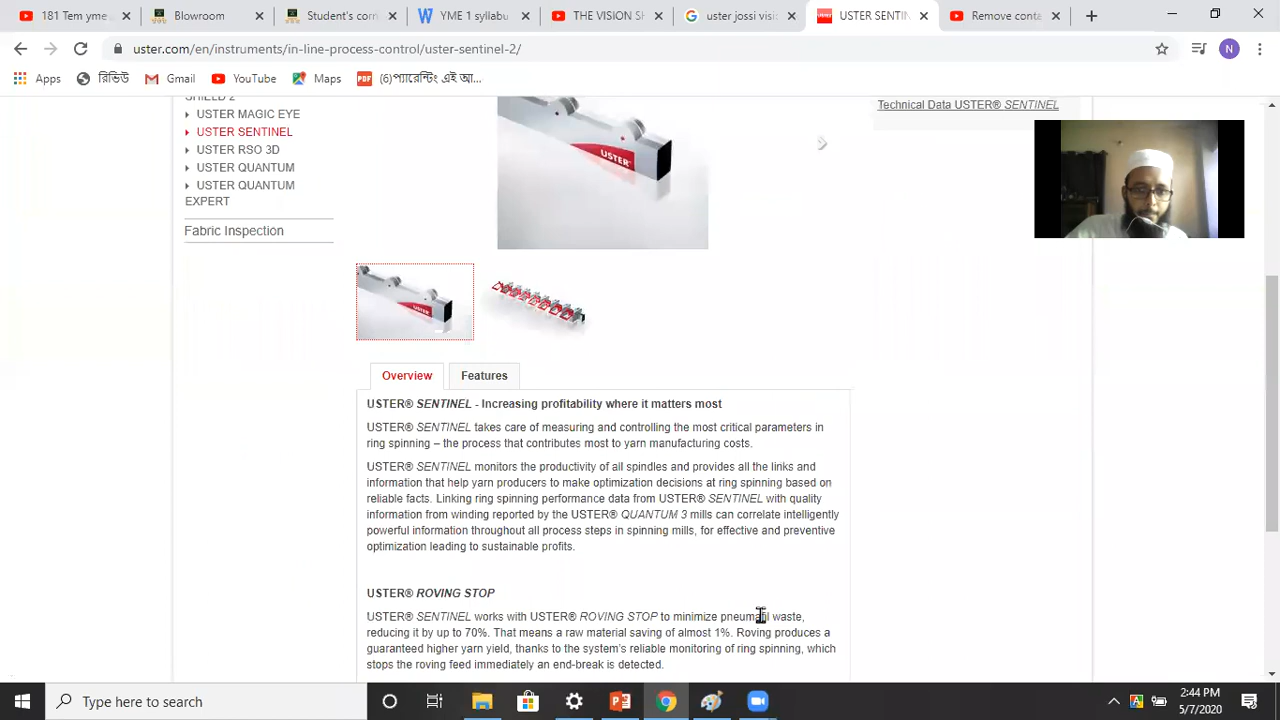 181 Tem yme
Blowroom
Student's corr
YME 1 syllabu
THE VISION SH
uster jossi visi
USTER SENTIN
Remove conta
uster.com/en/instruments/in-line-process-control/uster-sentinel-2/
N
Apps
রিভিউ
Gmail
YouTube
Maps
PDF
(6)প্যারেন্টিং এই আ...
SHIELD 2
USTER MAGIC EYE
USTER SENTINEL
USTER RSO 3D
USTER QUANTUM
USTER QUANTUM
EXPERT
Fabric Inspection
Technical Data USTER® SENTINEL
USTER
USTER
Overview
Features
USTER® SENTINEL - Increasing profitability where it matters most
USTER® SENTINEL takes care of measuring and controlling the most critical parameters in
ring spinning – the process that contributes most to yarn manufacturing costs.
USTER® SENTINEL monitors the productivity of all spindles and provides all the links and
information that help yarn producers to make optimization decisions at ring spinning based on
reliable facts. Linking ring spinning performance data from USTER® SENTINEL with quality
information from winding reported by the USTER® QUANTUM 3 mills can correlate intelligently
powerful information throughout all process steps in spinning mills, for effective and preventive
optimization leading to sustainable profits.
USTER® ROVING STOP
USTER® SENTINEL works with USTER® ROVING STOP to minimize pneumafil waste,
reducing it by up to 70%. That means a raw material saving of almost 1%. Roving produces a
guaranteed higher yarn yield, thanks to the system's reliable monitoring of ring spinning, which
stops the roving feed immediately an end-break is detected.
Type here to search
2:44 PM
5/7/2020